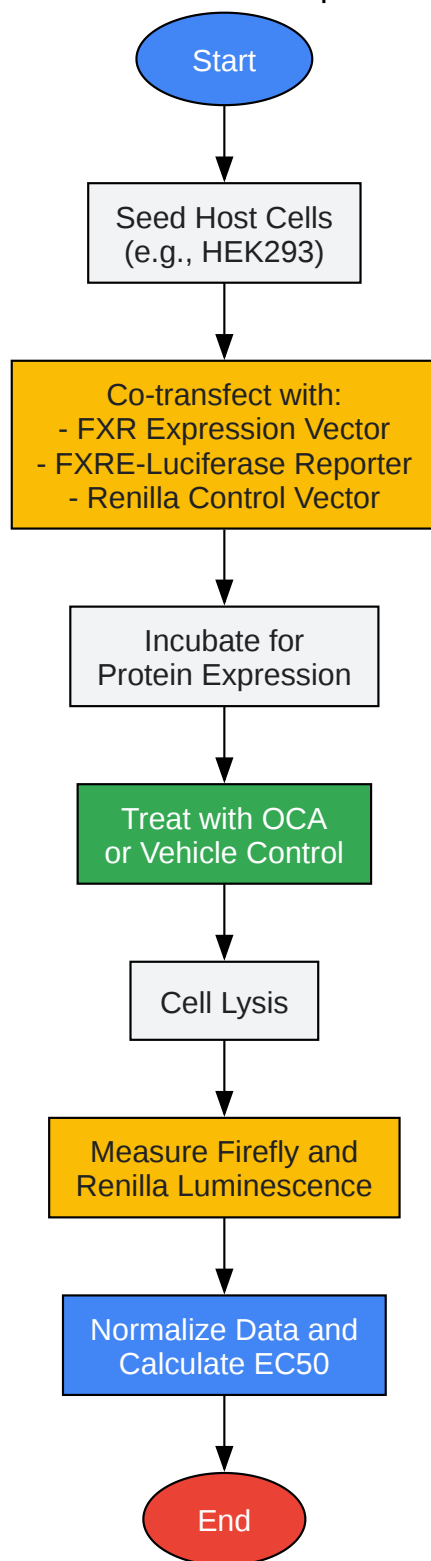 Start
Seed Host Cells
(e.g., HEK293)
Co-transfect with:
- FXR Expression Vector
- FXRE-Luciferase Reporter
- Renilla Control Vector
Incubate for
Protein Expression
Treat with OCA
or Vehicle Control
Cell Lysis
Measure Firefly and
Renilla Luminescence
Normalize Data and
Calculate EC50
End